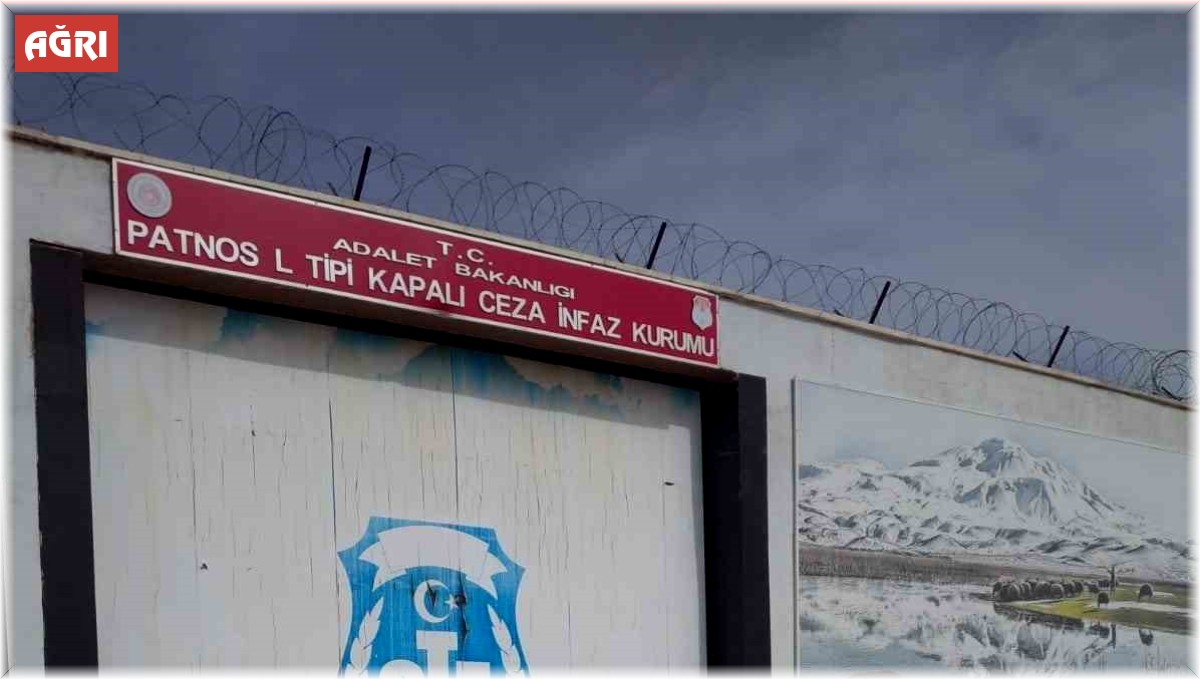 AĞRI
T.C.
ADALET BAKANLIGI
PATNOS L TİPİ KAPALI CEZA İNFAZ KURUMU